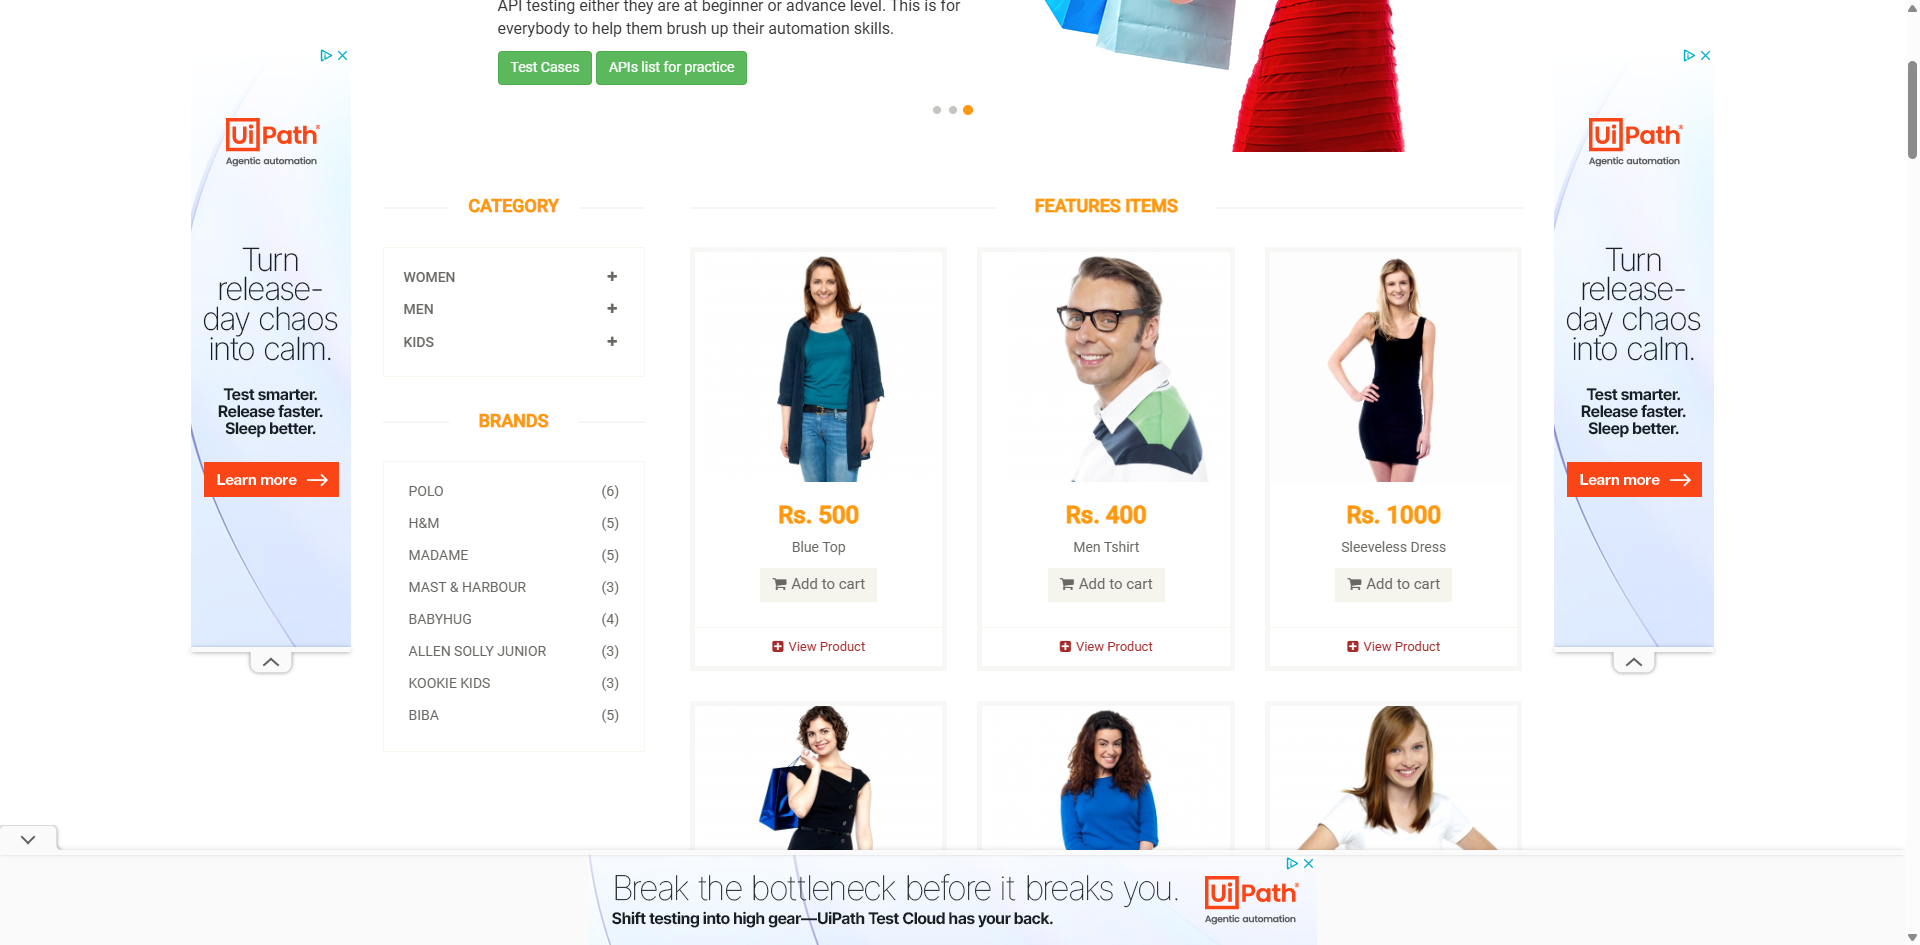 API testing either they are at beginner or advance level. This is for
everybody to help them brush up their automation skills.
Test Cases
APIs list for practice
UiPath
Agentic automation
Turn
release-
day chaos
into calm.
Test smarter.
Release faster.
Sleep better.
Learn more
CATEGORY
WOMEN
MEN
KIDS
BRANDS
POLO (6)
H&M (5)
MADAME (5)
MAST & HARBOUR (3)
BABYHUG (4)
ALLEN SOLLY JUNIOR (3)
KOOKIE KIDS (3)
BIBA (5)
FEATURES ITEMS
Rs. 500
Blue Top
Add to cart
View Product
Rs. 400
Men Tshirt
Add to cart
View Product
Rs. 1000
Sleeveless Dress
Add to cart
View Product
UiPath
Agentic automation
Turn
release-
day chaos
into calm.
Test smarter.
Release faster.
Sleep better.
Learn more
Break the bottleneck before it breaks you.
Shift testing into high gear—UiPath Test Cloud has your back.
UiPath
Agentic automation